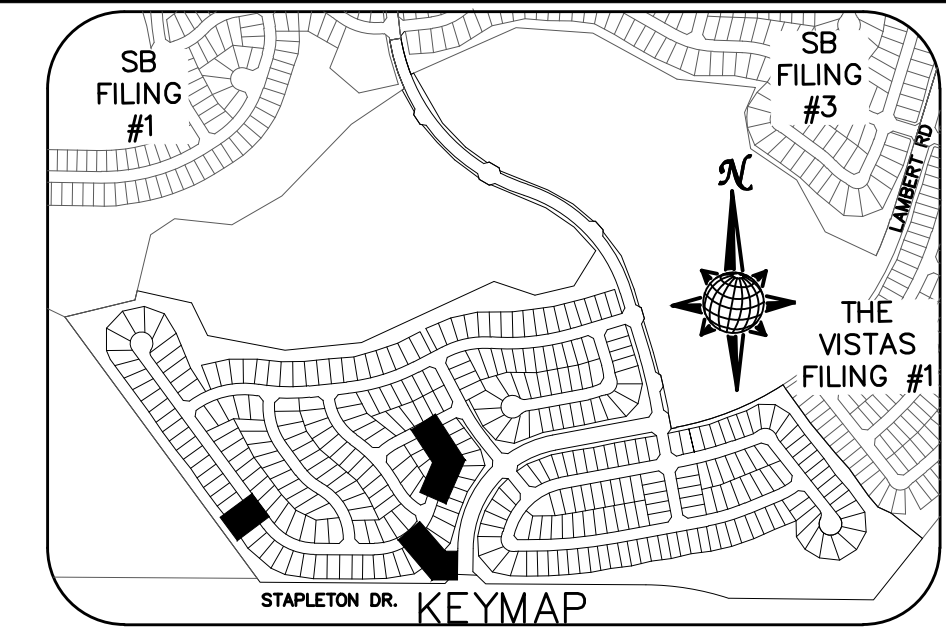 SB
FILING
#1
SB
FILING
#3
LAMBERT RD
N
THE
VISTAS
FILING #1
STAPLETON DR.
KEYMAP